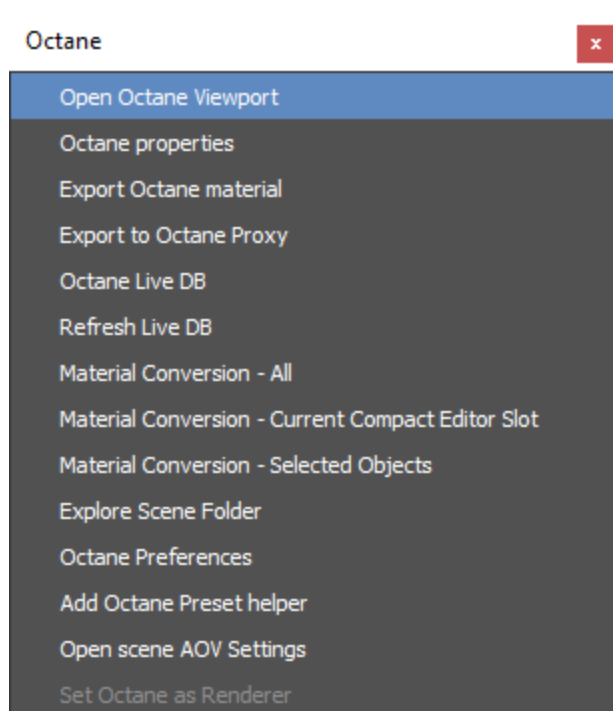 Octane
x
Open Octane Viewport
Octane properties
Export Octane material
Export to Octane Proxy
Octane Live DB
Refresh Live DB
Material Conversion - All
Material Conversion - Current Compact Editor Slot
Material Conversion - Selected Objects
Explore Scene Folder
Octane Preferences
Add Octane Preset helper
Open scene AOV Settings
Set Octane as Renderer